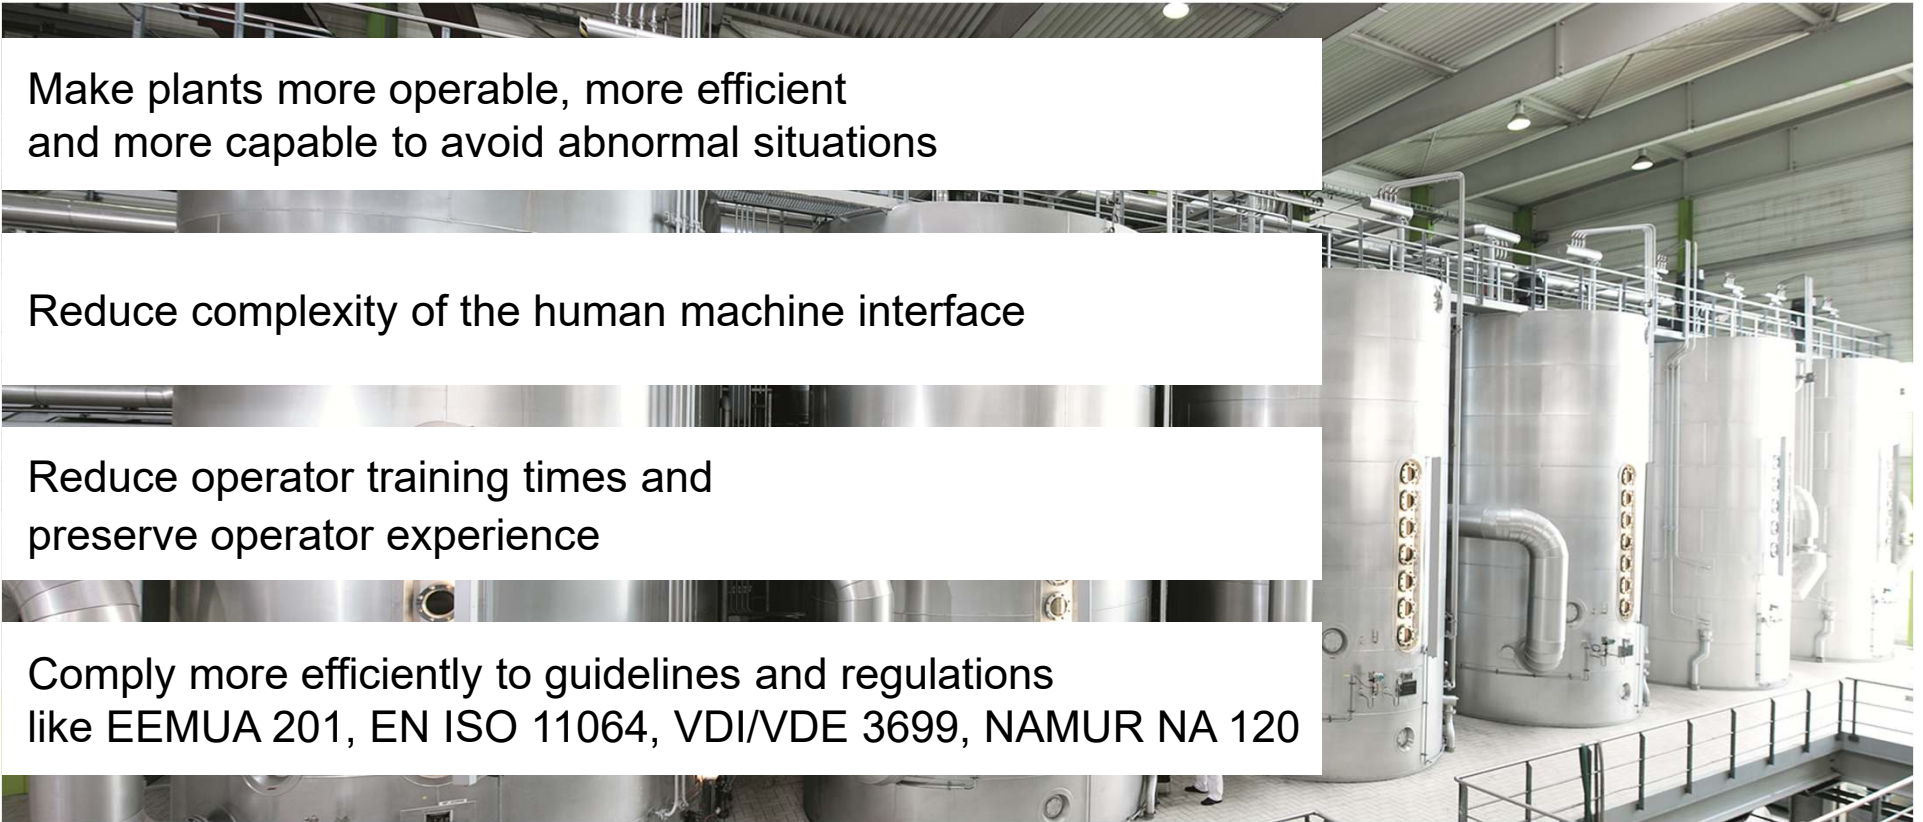 Make plants more operable, more efficient
and more capable to avoid abnormal situations
Reduce complexity of the human machine interface
Reduce operator training times and
preserve operator experience
Comply more efficiently to guidelines and regulations
like EEMUA 201, EN ISO 11064, VDI/VDE 3699, NAMUR NA 120